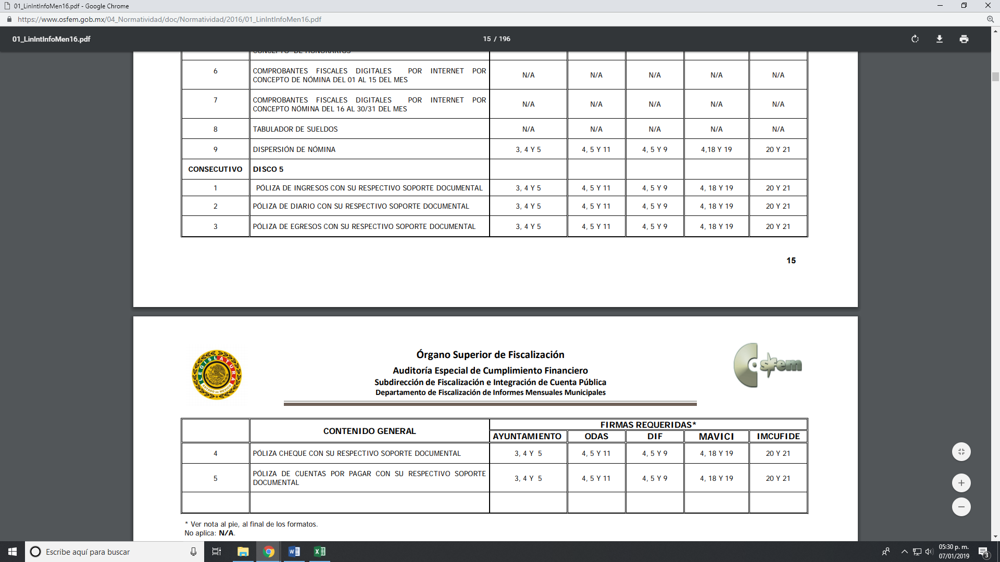 01_LinIntInfoMen16.pdf - Google Chrome
https://www.osfem.gob.mx/04_Normatividad/doc/Normatividad/2016/01_LinIntInfoMen16.pdf
01_LinIntInfoMen16.pdf 15 / 196
CONCEPTO DE HONORARIOS
6 COMPROBANTES FISCALES DIGITALES POR INTERNET POR
CONCEPTO DE NÓMINA DEL 01 AL 15 DEL MES N/A N/A N/A N/A N/A
7 COMPROBANTES FISCALES DIGITALES POR INTERNET POR
CONCEPTO NÓMINA DEL 16 AL 30/31 DEL MES N/A N/A N/A N/A N/A
8 TABULADOR DE SUELDOS N/A N/A N/A N/A N/A
9 DISPERSIÓN DE NÓMINA 3, 4 Y 5 4, 5 Y 11 4, 5 Y 9 4,18 Y 19 20 Y 21
CONSECUTIVO DISCO 5
1 PÓLIZA DE INGRESOS CON SU RESPECTIVO SOPORTE DOCUMENTAL 3, 4 Y 5 4, 5 Y 11 4, 5 Y 9 4, 18 Y 19 20 Y 21
2 PÓLIZA DE DIARIO CON SU RESPECTIVO SOPORTE DOCUMENTAL 3, 4 Y 5 4, 5 Y 11 4, 5 Y 9 4, 18 Y 19 20 Y 21
3 PÓLIZA DE EGRESOS CON SU RESPECTIVO SOPORTE DOCUMENTAL 3, 4 Y 5 4, 5 Y 11 4, 5 Y 9 4, 18 Y 19 20 Y 21
15
LEGISLATURA
ESTADO DE MÉXICO
Órgano Superior de Fiscalización
Auditoría Especial de Cumplimiento Financiero
Subdirección de Fiscalización e Integración de Cuenta Pública
Departamento de Fiscalización de Informes Mensuales Municipales
osfem
CONTENIDO GENERAL FIRMAS REQUERIDAS*
AYUNTAMIENTO ODAS DIF MAVICI IMCUFIDE
4 PÓLIZA CHEQUE CON SU RESPECTIVO SOPORTE DOCUMENTAL 3, 4 Y 5 4, 5 Y 11 4, 5 Y 9 4, 18 Y 19 20 Y 21
5 PÓLIZA DE CUENTAS POR PAGAR CON SU RESPECTIVO SOPORTE
DOCUMENTAL 3, 4 Y 5 4, 5 Y 11 4, 5 Y 9 4, 18 Y 19 20 Y 21
* Ver nota al pie, al final de los formatos.
No aplica: N/A.
Escribe aquí para buscar
05:30 p. m.
07/01/2019
3